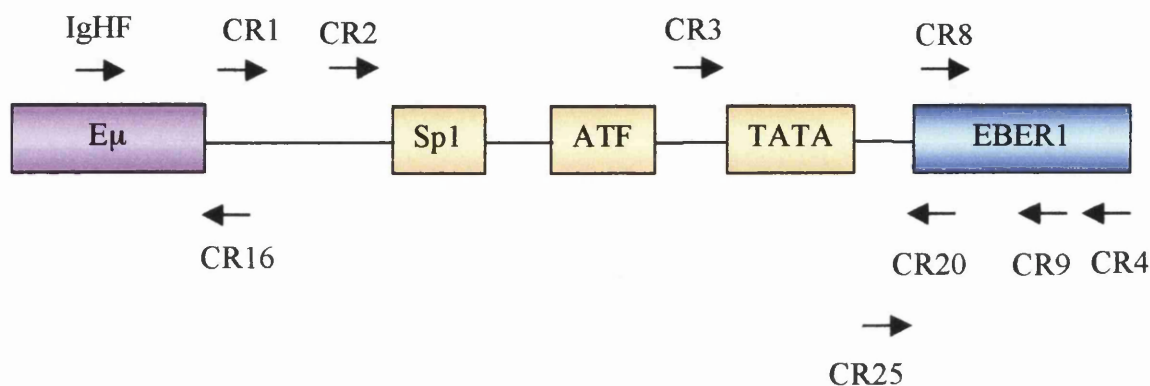 IgHF CR1 CR2 CR3 CR8
Eµ Sp1 ATF TATA EBER1
CR16 CR20 CR9 CR4
CR25